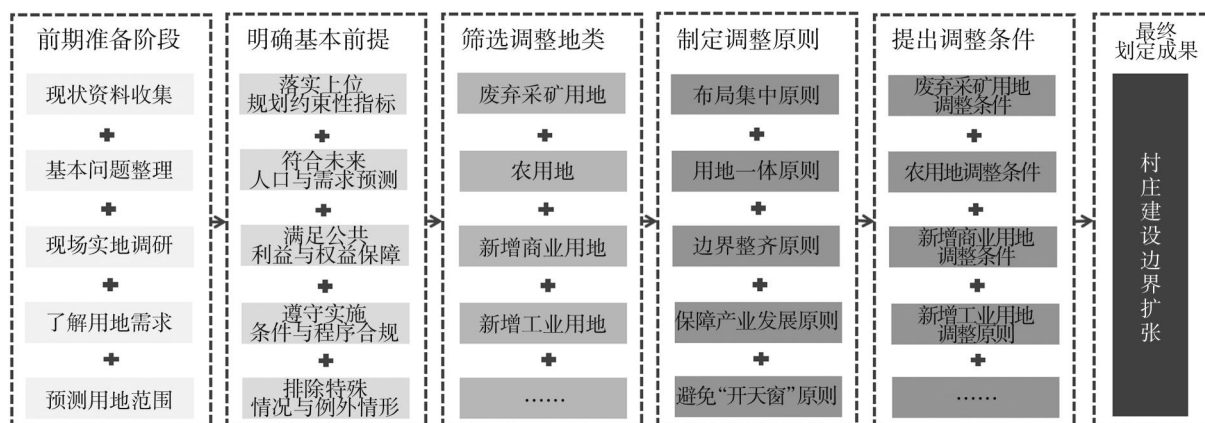 前期准备阶段
现状资料收集
基本问题整理
现场实地调研
了解用地需求
预测用地范围
明确基本前提
落实上位
规划约束性指标
符合未来
人口与需求预测
满足公共
利益与权益保障
遵守实施
条件与程序合规
排除特殊
情况与例外情形
筛选调整地类
废弃采矿用地
农用地
新增商业用地
新增工业用地
……
制定调整原则
布局集中原则
用地一体原则
边界整齐原则
保障产业发展原则
避免“开天窗”原则
提出调整条件
废弃采矿用地
调整条件
农用地调整条件
新增商业用地
调整条件
新增工业用地
调整原则
……
最终
划定成果
村庄建设边界扩张